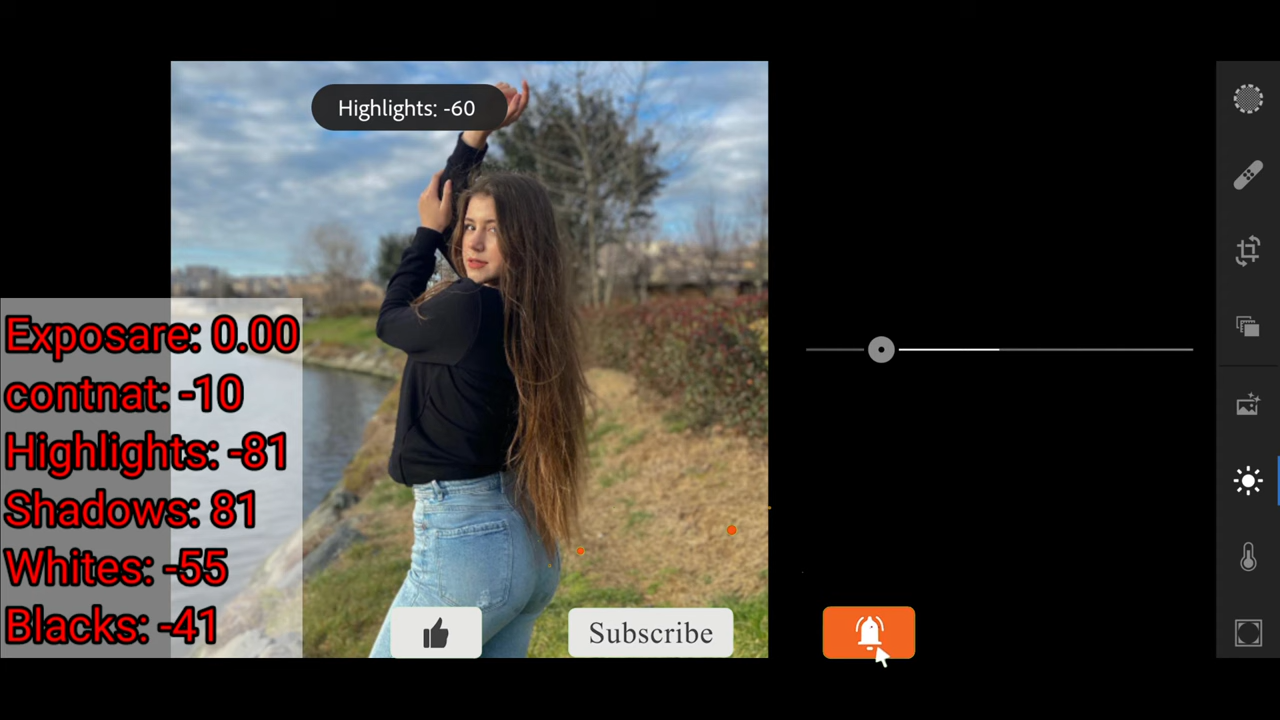 Highlights: -60
Exposare: 0.00
contnat: -10
Highlights: -81
Shadows: 81
Whites: -55
Blacks: -41
Subscribe